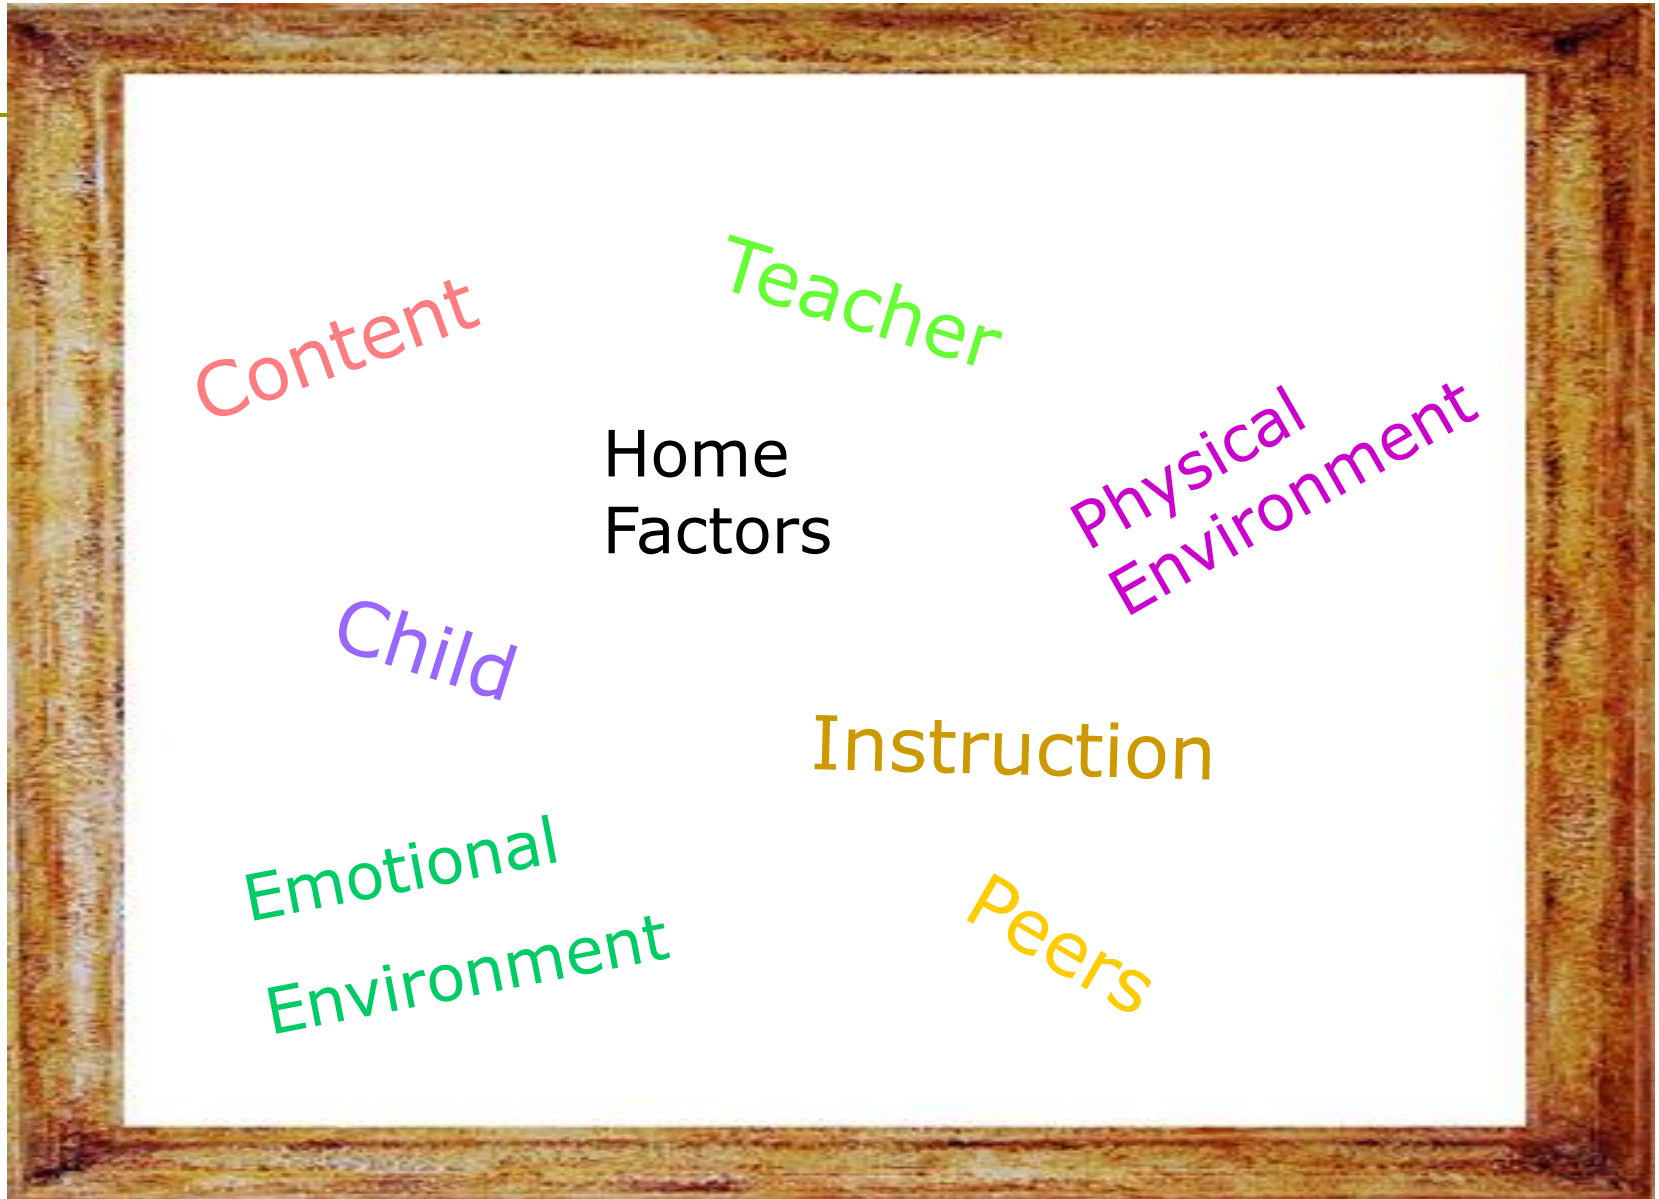 Teacher
Content
Home
Factors
Physical
Environment
Child
Instruction
Emotional
Environment
Peers